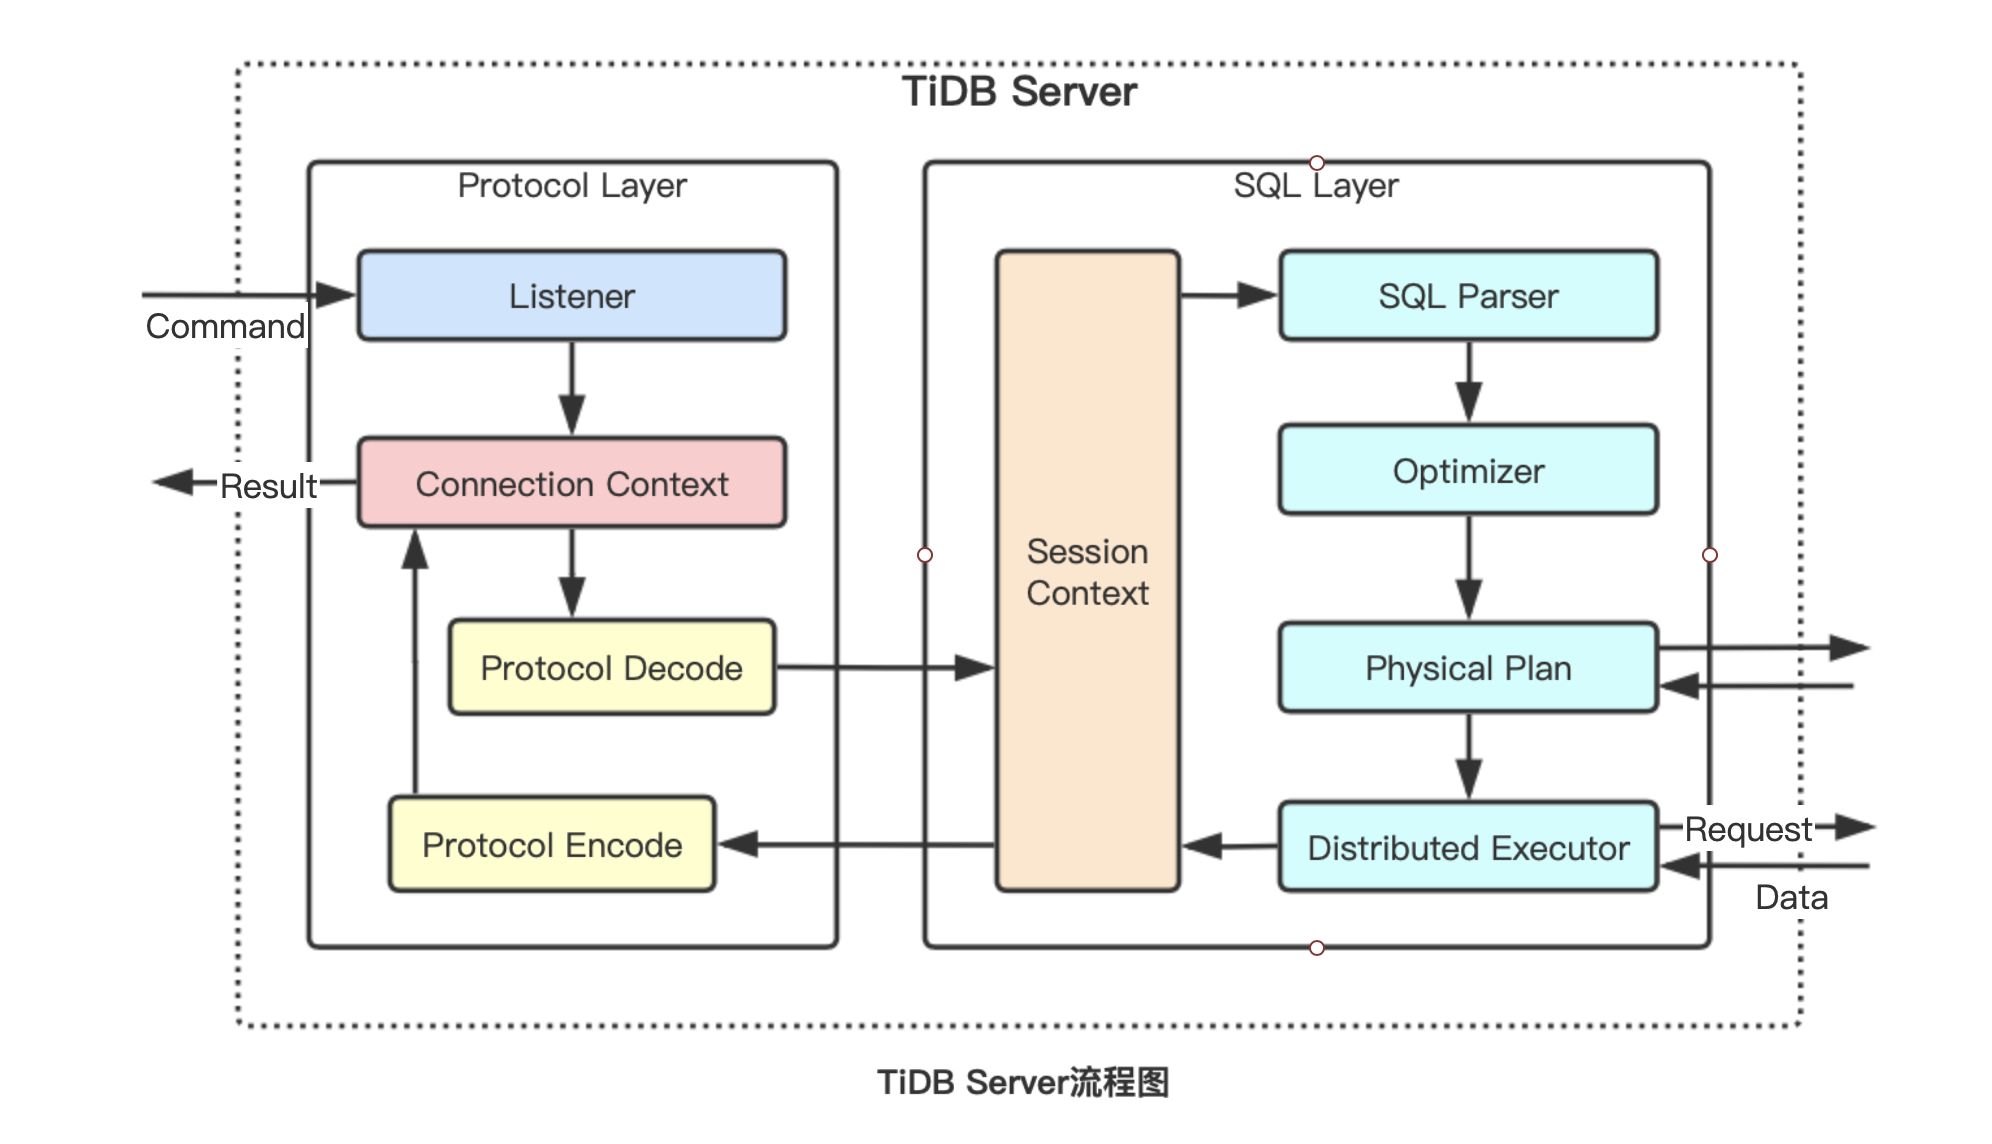 TiDB Server
Protocol Layer
Listener
Command
Connection Context
Result
Protocol Decode
Protocol Encode
SQL Layer
Session
Context
SQL Parser
Optimizer
Physical Plan
Distributed Executor
Request
Data
TiDB Server流程图